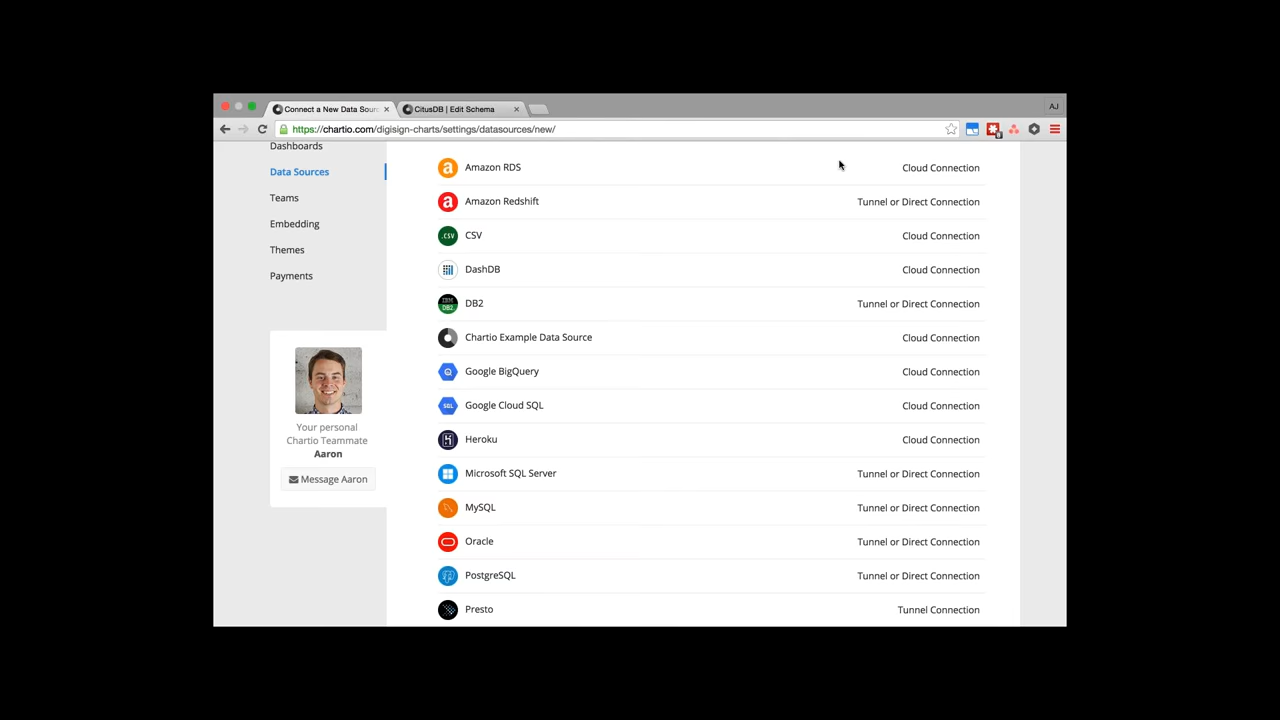 Connect a New Data Sour
CitusDB | Edit Schema
AJ
https://chartio.com/digisign-charts/settings/datasources/new/
Dashboards
Data Sources
Teams
Embedding
Themes
Payments
Your personal
Chartio Teammate
Aaron
Message Aaron
Amazon RDS Cloud Connection
Amazon Redshift Tunnel or Direct Connection
.CSV CSV Cloud Connection
DashDB Cloud Connection
IBM DB2 DB2 Tunnel or Direct Connection
Chartio Example Data Source Cloud Connection
Google BigQuery Cloud Connection
SQL Google Cloud SQL Cloud Connection
Heroku Cloud Connection
Microsoft SQL Server Tunnel or Direct Connection
MySQL Tunnel or Direct Connection
Oracle Tunnel or Direct Connection
PostgreSQL Tunnel or Direct Connection
Presto Tunnel Connection